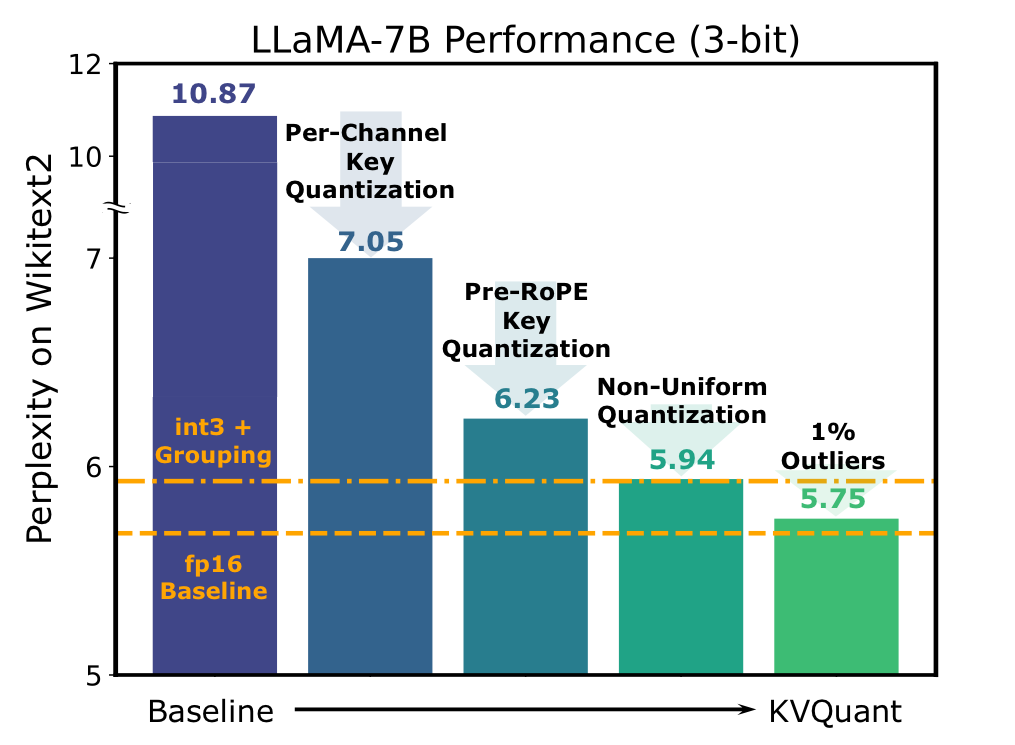 LLaMA-7B Performance (3-bit)
Perplexity on Wikitext2
12
10
7
6
5
10.87
Per-Channel
Key
Quantization
7.05
Pre-RoPE
Key
Quantization
6.23
Non-Uniform
Quantization
5.94
1%
Outliers
5.75
int3 +
Grouping
fp16
Baseline
Baseline
KVQuant